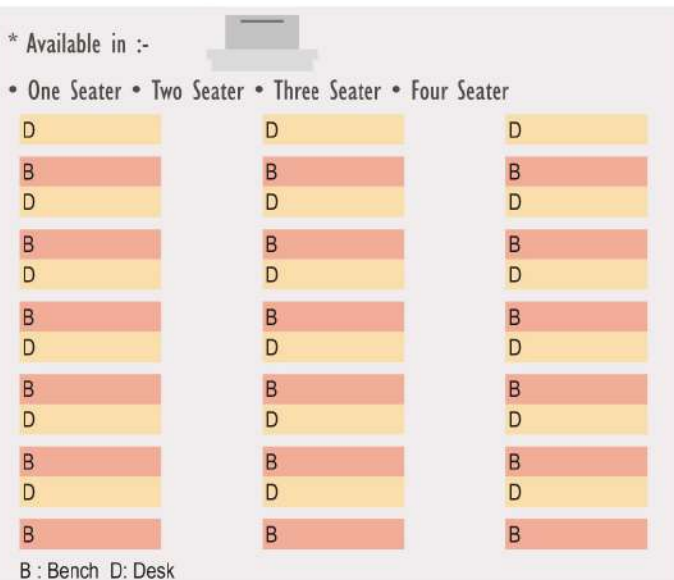 * Available in :-
• One Seater • Two Seater • Three Seater • Four Seater
D D D
B B B
D D D
B B B
D D D
B B B
D D D
B B B
D D D
B B B
D D D
B B B
B : Bench D: Desk